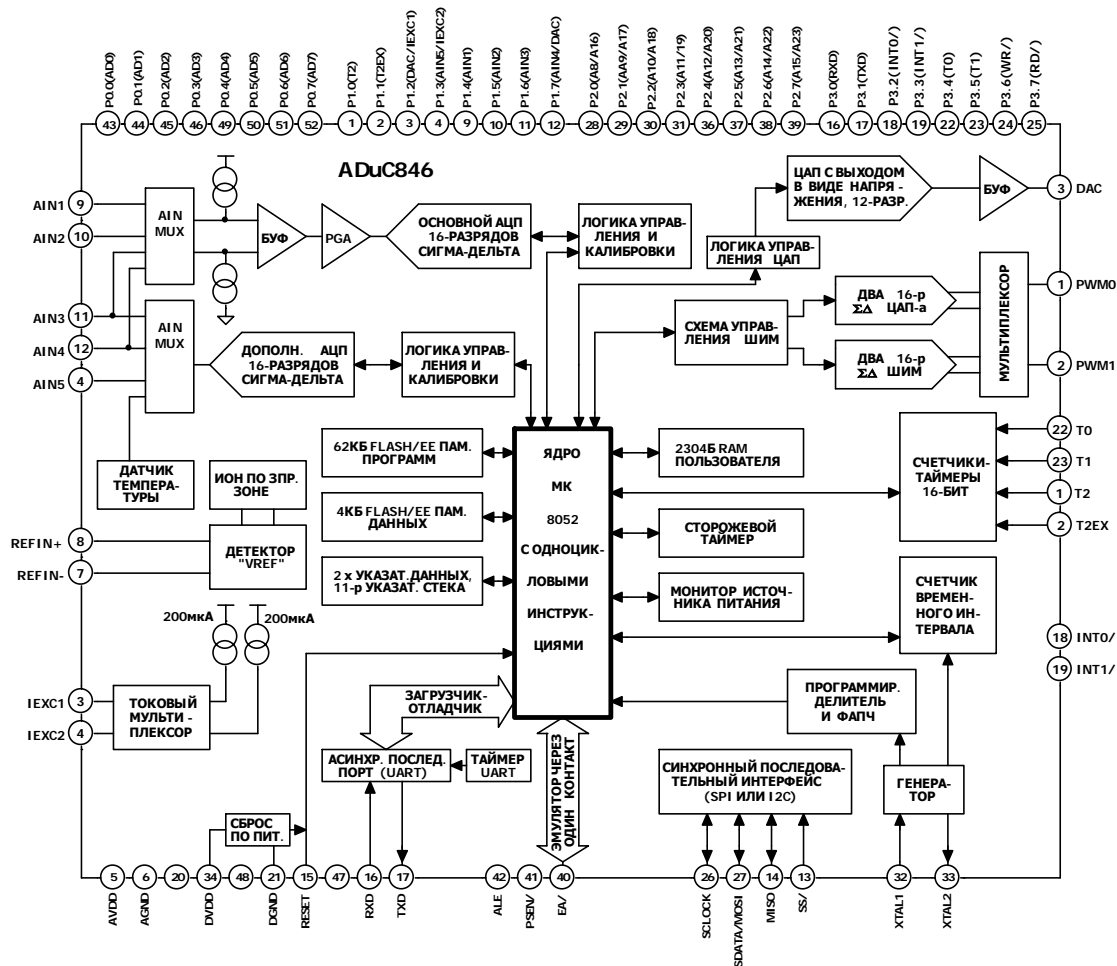 P0.0(AD0)
P0.1(AD1)
P0.2(AD2)
P0.3(AD3)
P0.4(AD4)
P0.5(AD5)
P0.6(AD6)
P0.7(AD7)
P1.0(T2)
P1.1(T2EX)
P1.2(DAC/IEXC1)
P1.3(AIN5/IEXC2)
P1.4(AIN1)
P1.5(AIN2)
P1.6(AIN3)
P1.7(AIN4/DAC)
P2.0(A8/A16)
P2.1(AA9/A17)
P2.2(A10/A18)
P2.3(A11/19)
P2.4(A12/A20)
P2.5(A13/A21)
P2.6(A14/A22)
P2.7(A15/A23)
P3.0(RXD)
P3.1(TXD)
P3.2(INT0/)
P3.3(INT1/)
P3.4(T0)
P3.5(T1)
P3.6(WR/)
P3.7(RD/)
43 44 45 46 49 50 51 52 1 2 3 4 9 10 11 12 28 29 30 31 36 37 38 39 16 17 18 19 22 23 24 25
ADuC846
AIN1 9
AIN2 10
AIN3 11
AIN4 12
AIN5 4
AIN
MUX
БУФ
PGA
ОСНОВНОЙ АЦП
16-РАЗРЯДОВ
СИГМА-ДЕЛЬТА
ЛОГИКА УПРАВ-
ЛЕНИЯ И
КАЛИБРОВКИ
ЦАП С ВЫХОДОМ
В ВИДЕ НАПРЯ-
ЖЕНИЯ, 12-РАЗР.
БУФ
3 DAC
ЛОГИКА УПРАВ-
ЛЕНИЯ ЦАП
AIN
MUX
ДОПОЛН. АЦП
16-РАЗРЯДОВ
СИГМА-ДЕЛЬТА
ЛОГИКА УПРАВ-
ЛЕНИЯ И
КАЛИБРОВКИ
СХЕМА УПРАВ-
ЛЕНИЯ ШИМ
ДВА 16-р
ΣΔ ЦАП-а
ДВА 16-р
ΣΔ ШИМ
МУЛЬТИПЛЕКСОР
1 PWM0
2 PWM1
ДАТЧИК
ТЕМПЕРА-
ТУРЫ
ИОН ПО ЗПР.
ЗОНЕ
ДЕТЕКТОР
"VREF"
REFIN+ 8
REFIN- 7
62КБ FLASH/EE ПАМ.
ПРОГРАММ
4КБ FLASH/EE ПАМ.
ДАННЫХ
2 x УКАЗАТ.ДАННЫХ,
11-р УКАЗАТ. СТЕКА
ЯДРО
МК
8052
С ОДНОЦИК-
ЛОВЫМИ
ИНСТРУК-
ЦИЯМИ
2304Б RAM
ПОЛЬЗОВАТЕЛЯ
СТОРОЖЕВОЙ
ТАЙМЕР
МОНИТОР ИСТОЧ-
НИКА ПИТАНИЯ
СЧЕТЧИКИ-
ТАЙМЕРЫ
16-БИТ
22 T0
23 T1
1 T2
2 T2EX
СЧЕТЧИК
ВРЕМЕН-
НОГО ИН-
ТЕРВАЛА
18 INT0/
19 INT1/
200мкА
200мкА
IEXC1 3
IEXC2 4
ТОКОВЫЙ
МУЛЬТИ-
ПЛЕКСОР
ЗАГРУЗЧИК-
ОТЛАДЧИК
АСИНХР. ПОСЛЕД.
ПОРТ (UART)
ТАЙМЕР
UART
ЭМУЛЯТОР ЧЕРЕЗ
ОДИН КОНТАКТ
ПРОГРАММИР.
ДЕЛИТЕЛЬ
И ФАПЧ
СИНХРОННЫЙ ПОСЛЕДОВА-
ТЕЛЬНЫЙ ИНТЕРФЕЙС
(SPI ИЛИ I2C)
ГЕНЕРА-
ТОР
СБРОС
ПО ПИТ.
5 6 20 34 48 21 15 47 16 17 42 41 40 26 27 14 13 32 33
AVDD
AGND
DVDD
DGND
RESET
RXD
TXD
ALE
PSEN/
EA/
SCLOCK
SDATA/MOSI
MISO
SS/
XTAL1
XTAL2